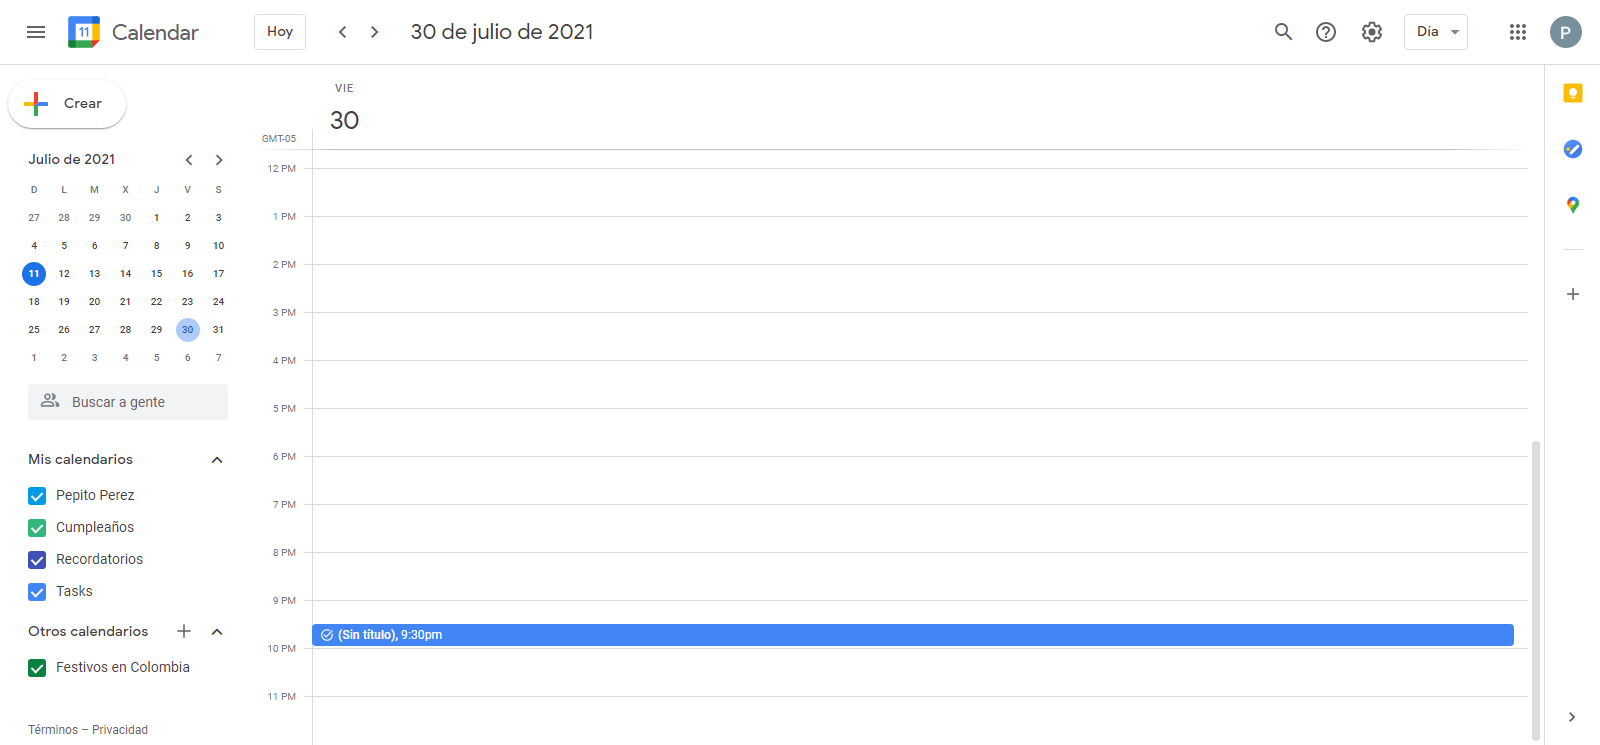 11 Calendar Hoy 30 de julio de 2021 Día P
Crear
Julio de 2021
D L M X J V S
27 28 29 30 1 2 3
4 5 6 7 8 9 10
11 12 13 14 15 16 17
18 19 20 21 22 23 24
25 26 27 28 29 30 31
1 2 3 4 5 6 7
Buscar a gente
Mis calendarios
Pepito Perez
Cumpleaños
Recordatorios
Tasks
Otros calendarios
Festivos en Colombia
Términos – Privacidad
VIE
30
GMT-05
12 PM
1 PM
2 PM
3 PM
4 PM
5 PM
6 PM
7 PM
8 PM
9 PM
(Sin título), 9:30pm
10 PM
11 PM